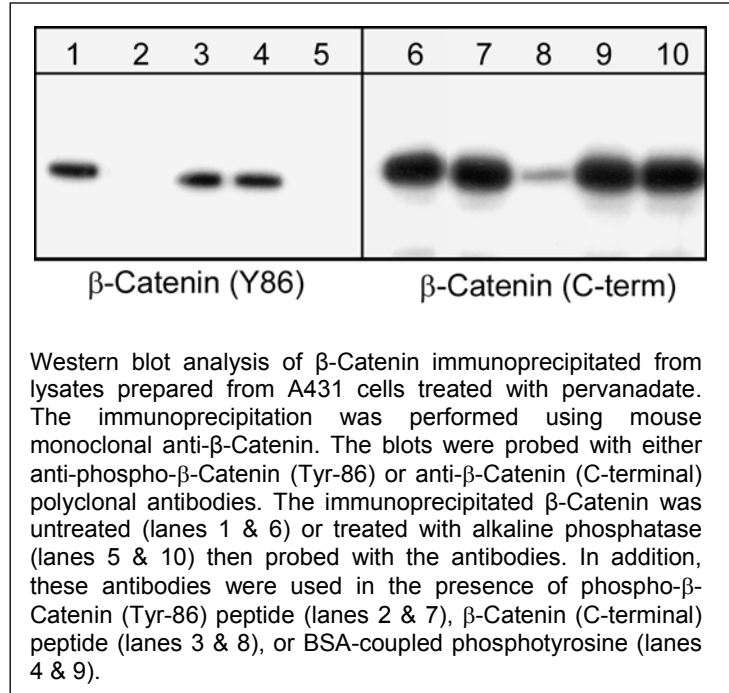 1 2 3 4 5 6 7 8 9 10
β-Catenin (Y86) β-Catenin (C-term)
Western blot analysis of β-Catenin immunoprecipitated from
lysates prepared from A431 cells treated with pervanadate.
The immunoprecipitation was performed using mouse
monoclonal anti-β-Catenin. The blots were probed with either
anti-phospho-β-Catenin (Tyr-86) or anti-β-Catenin (C-terminal)
polyclonal antibodies. The immunoprecipitated β-Catenin was
untreated (lanes 1 & 6) or treated with alkaline phosphatase
(lanes 5 & 10) then probed with the antibodies. In addition,
these antibodies were used in the presence of phospho-β-
Catenin (Tyr-86) peptide (lanes 2 & 7), β-Catenin (C-terminal)
peptide (lanes 3 & 8), or BSA-coupled phosphotyrosine (lanes
4 & 9).